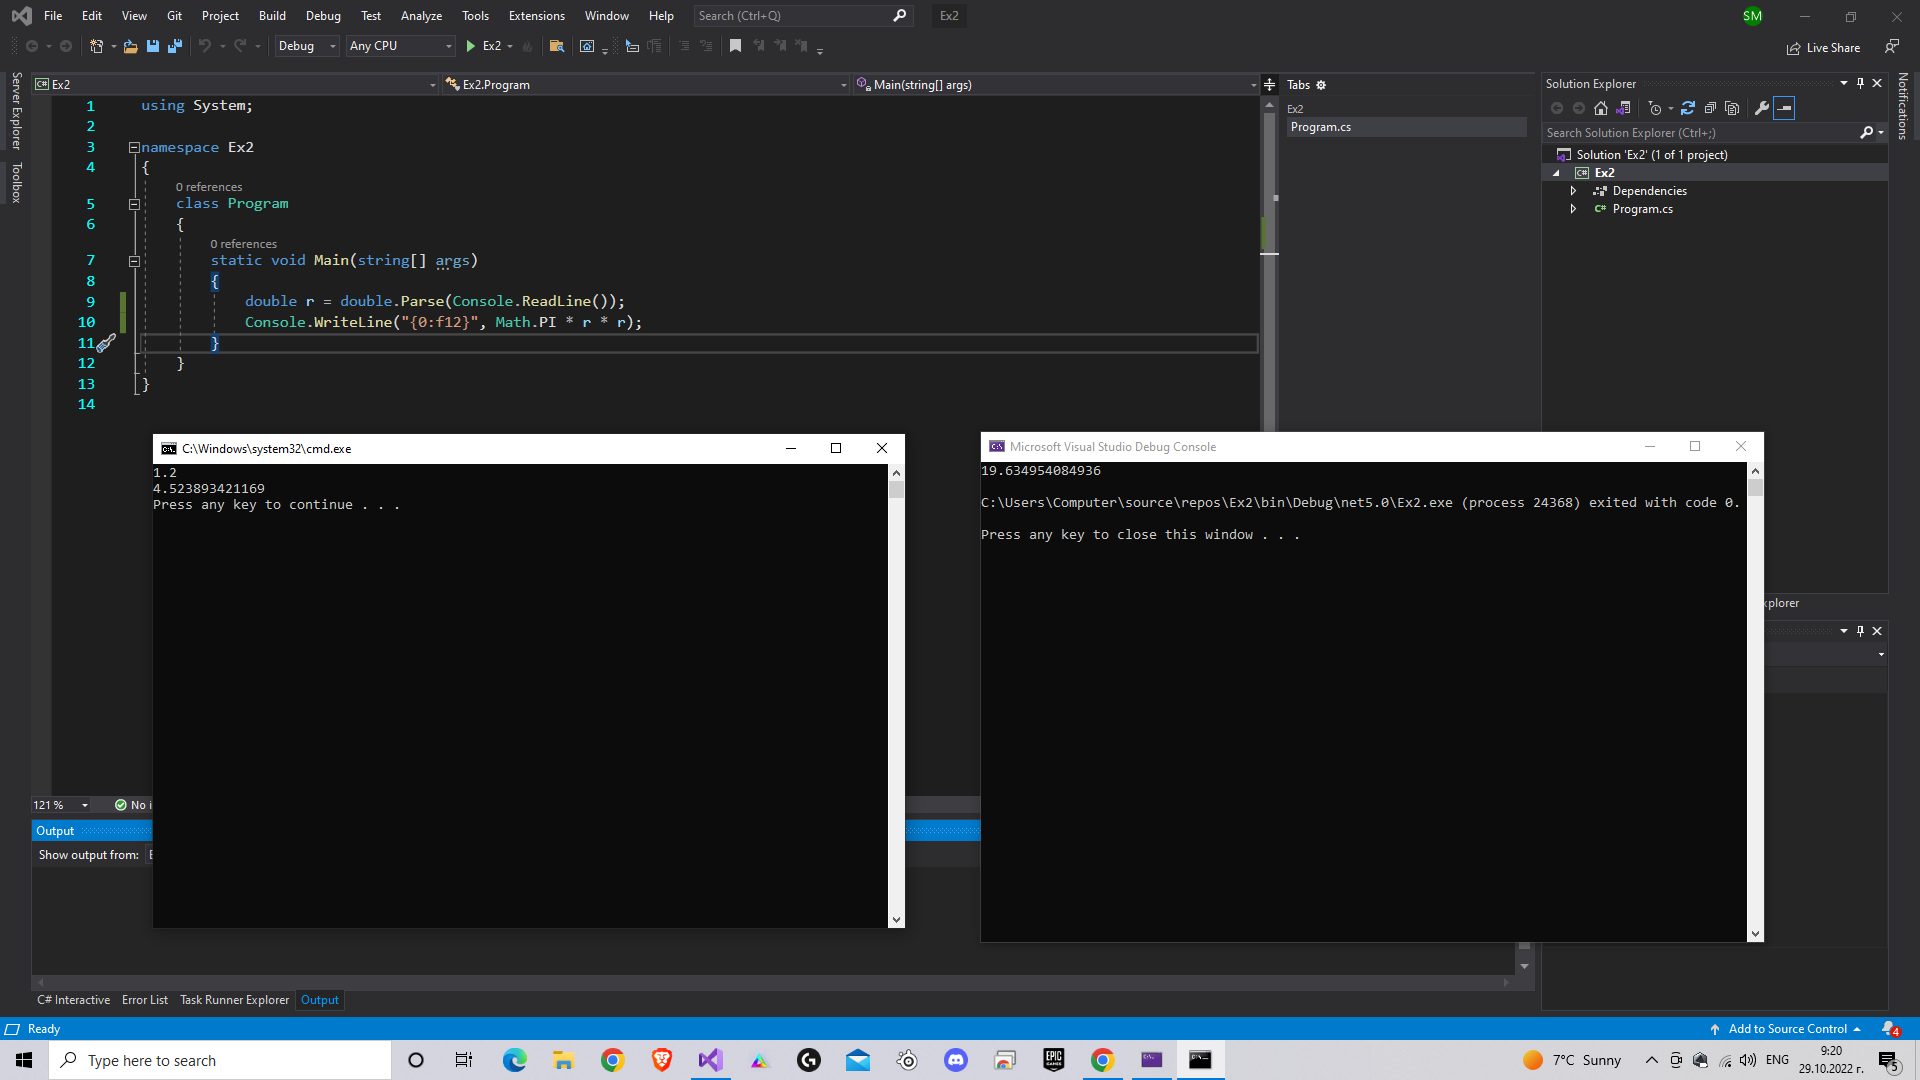 File Edit View Git Project Build Debug Test Analyze Tools Extensions Window Help Search (Ctrl+Q) Ex2 SM
Debug Any CPU Ex2 Live Share
Server Explorer
Toolbox
Notifications
C# Ex2 Ex2.Program Main(string[] args)
1 using System;
2
3 namespace Ex2
4 {
0 references
5 class Program
6 {
0 references
7 static void Main(string[] args)
8 {
9 double r = double.Parse(Console.ReadLine());
10 Console.WriteLine("{0:f12}", Math.PI * r * r);
11 }
12 }
13 }
14
Tabs
Ex2
Program.cs
Solution Explorer
Search Solution Explorer (Ctrl+;)
Solution 'Ex2' (1 of 1 project)
C# Ex2
Dependencies
C# Program.cs
xplorer
C:\Windows\system32\cmd.exe
1.2
4.523893421169
Press any key to continue . . .
Microsoft Visual Studio Debug Console
19.634954084936
C:\Users\Computer\source\repos\Ex2\bin\Debug\net5.0\Ex2.exe (process 24368) exited with code 0.
Press any key to close this window . . .
121 % No i
Output
Show output from:
C# Interactive Error List Task Runner Explorer Output
Ready Add to Source Control 4
Type here to search
EPIC GAMES
7°C Sunny ENG 9:20
29.10.2022 г. 5